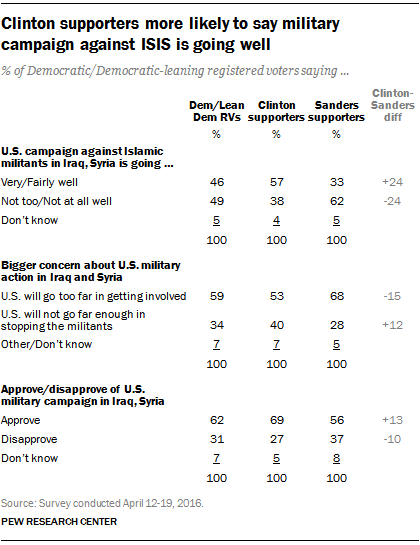 Clinton supporters more likely to say military
campaign against ISIS is going well
% of Democratic/Democratic-leaning registered voters saying ...
Dem/Lean Dem RVs Clinton supporters Sanders supporters Clinton-Sanders diff
% % %
U.S. campaign against Islamic
militants in Iraq, Syria is going ...
Very/Fairly well 46 57 33 +24
Not too/Not at all well 49 38 62 -24
Don't know 5 4 5
100 100 100
Bigger concern about U.S. military
action in Iraq and Syria
U.S. will go too far in getting involved 59 53 68 -15
U.S. will not go far enough in
stopping the militants 34 40 28 +12
Other/Don't know 7 7 5
100 100 100
Approve/disapprove of U.S.
military campaign in Iraq, Syria
Approve 62 69 56 +13
Disapprove 31 27 37 -10
Don't know 7 5 8
100 100 100
Source: Survey conducted April 12-19, 2016.
PEW RESEARCH CENTER